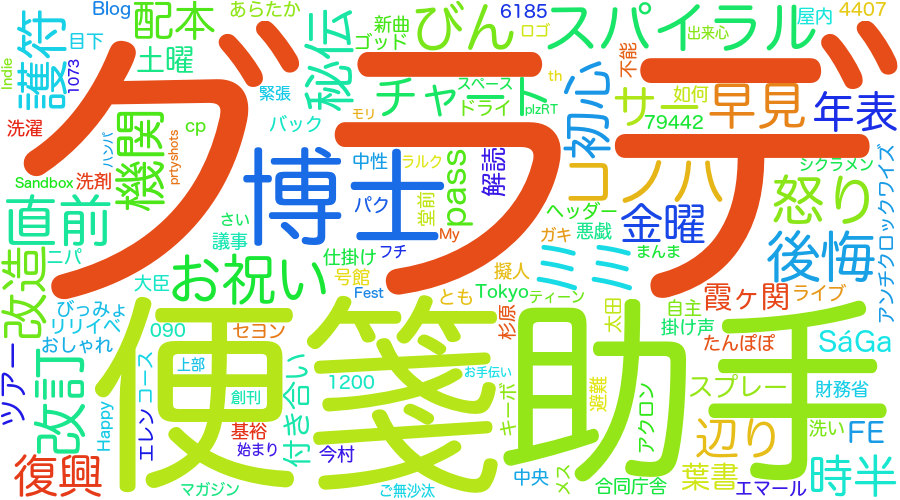 Blog
配本
あらたか
ゴッド
新曲
びん
6185
ロゴ
スパイラル
出来心
屋内
4407
Indie
護符
目下
1073
土曜
グラフデ
秘伝
チャート
スペース
ドライ
th
plzRT
初心
不能
サー
如何
79442
早見
年表
洗濯
ハンパ
prtyshots
機関
cp
緊張
バック
モリ
中性
ラルク
pass
解読
コノハ
シクラメン
アンチクロックワイズ
Sandbox
洗剤
博士
パク
堂前
ヘッダー
怒り
直前
ニパ
さい
議事
フチ
My
ガキ
悪戯
金曜
まんま
後悔
改造
大臣
お祝い
仕掛け
号館
擬人
ミミ
Fest
とも
Tokyo
ティーン
霞ヶ関
ライブ
びっみょ
リリイベ
おしゃれ
090
セヨン
便箋
助手
杉原
太田
自主
掛け声
たんぽぽ
SáGa
ツアー
改訂
Happy
エレン
コース
上部
創刊
1200
お手伝い
キーボ
避難
アクロン
スプレー
財務省
基裕
始まり
付き合い
今村
辺り
洗い
FE
復興
マガジン
ご無沙汰
中央
メス
合同庁舎
葉書
エマール
時半